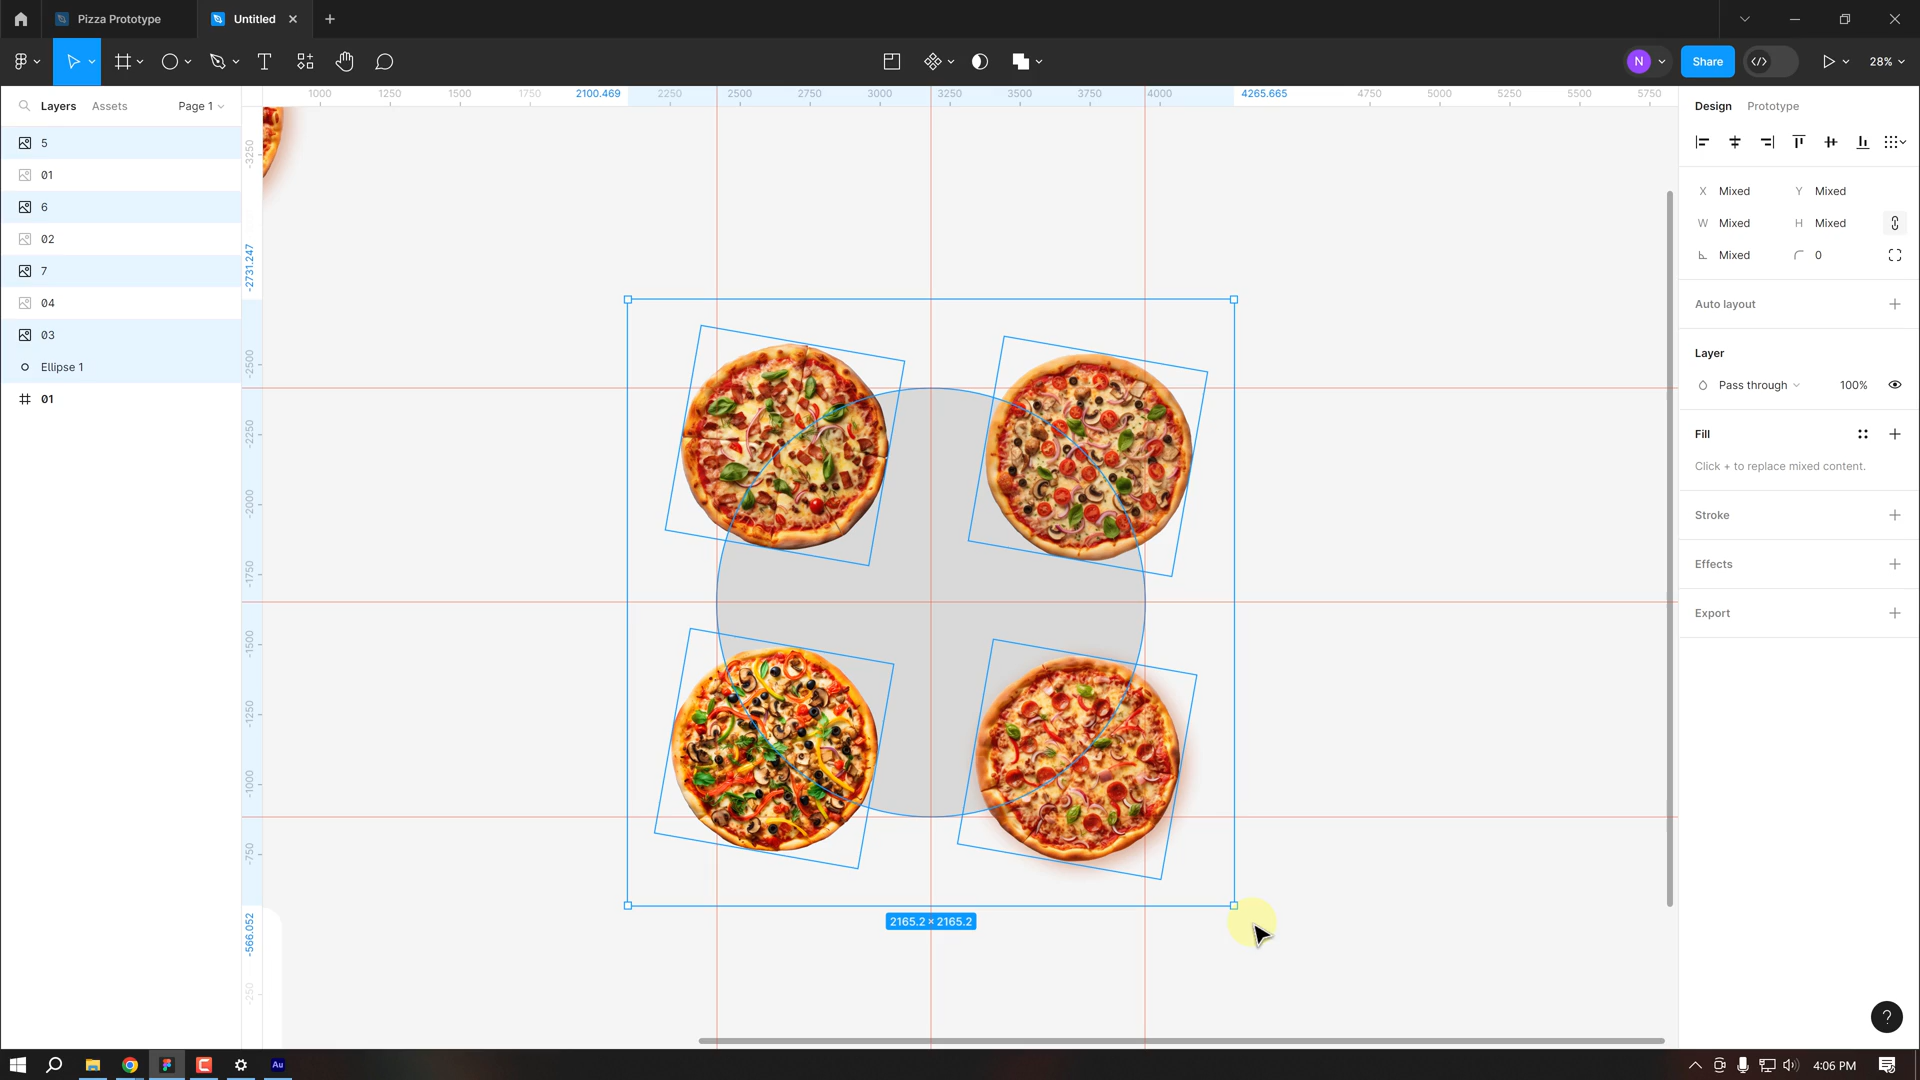 Pizza Prototype
Untitled
Share
28%
N
Layers
Assets
Page 1
5
01
6
02
7
04
03
Ellipse 1
01
1000
1250
1500
1750
2100.469
2250
2500
2750
3000
3250
3500
3750
4000
4265.665
4750
5000
5250
5500
5750
-3250
-2731.247
-2500
-2250
-2000
-1750
-1500
-1250
-1000
-750
-566.052
-250
2165.2 × 2165.2
Design
Prototype
X Mixed
Y Mixed
W Mixed
H Mixed
Mixed
0
Auto layout
Layer
Pass through
100%
Fill
Click + to replace mixed content.
Stroke
Effects
Export
?
Au
4:06 PM